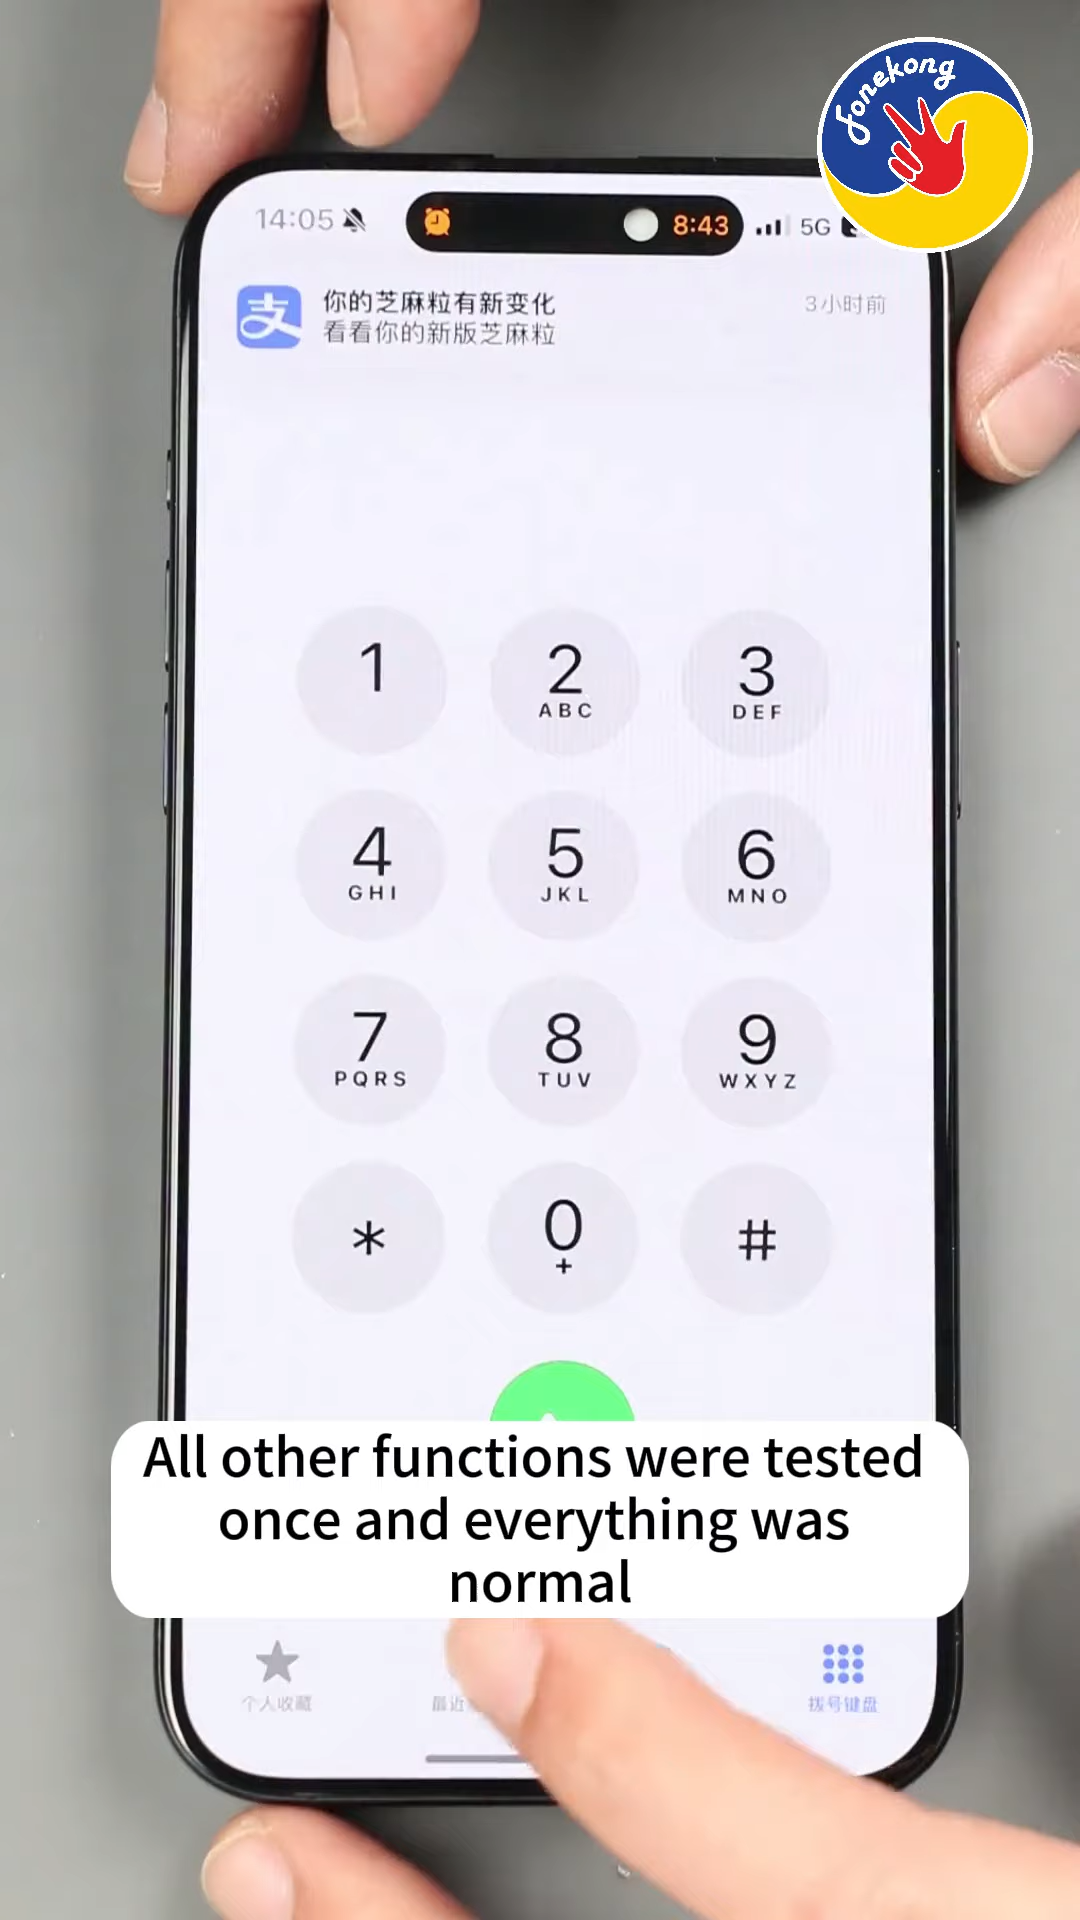 fonekong
14:05
8:43
5G
支
你的芝麻粒有新变化
3小时前
看看你的新版芝麻粒
1
2
ABC
3
DEF
4
GHI
5
JKL
6
MNO
7
PQRS
8
TUV
9
WXYZ
*
0
+
#
All other functions were tested
once and everything was
normal
个人收藏
最近
拨号键盘